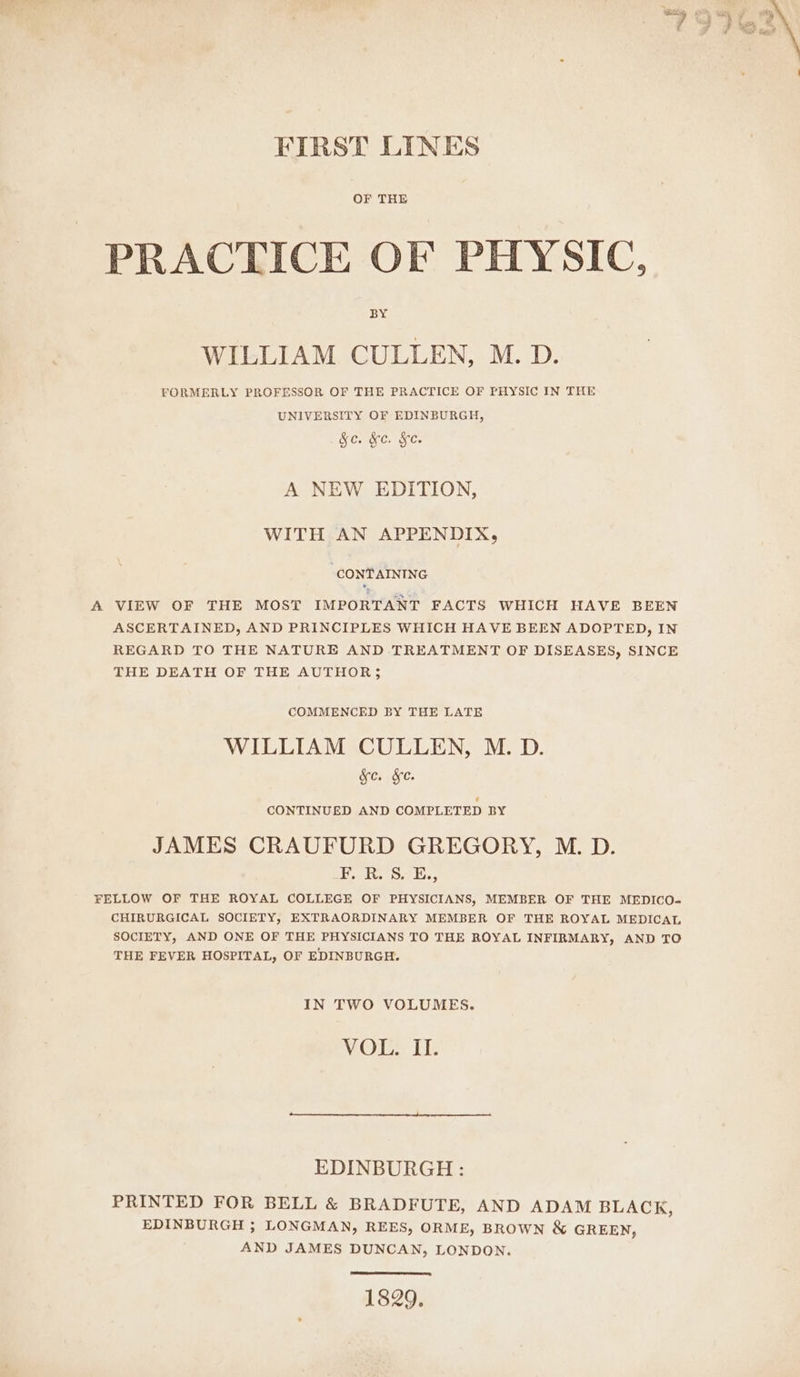 FIRST LINES
OF THE
PRACTICE OF PHYSIC,
BY
WILLIAM CULLEN, M. D.
FORMERLY PROFESSOR OF THE PRACTICE OF PHYSIC IN THE
UNIVERSITY OF EDINBURGH,
&c. &c. &c.
A NEW EDITION,
WITH AN APPENDIX,
CONTAINING
A VIEW OF THE MOST IMPORTANT FACTS WHICH HAVE BEEN
ASCERTAINED, AND PRINCIPLES WHICH HAVE BEEN ADOPTED, IN
REGARD TO THE NATURE AND TREATMENT OF DISEASES, SINCE
THE DEATH OF THE AUTHOR;
COMMENCED BY THE LATE
WILLIAM CULLEN, M. D.
&c. &c.
CONTINUED AND COMPLETED BY
JAMES CRAUFURD GREGORY, M. D.
F. R. S. E.,
FELLOW OF THE ROYAL COLLEGE OF PHYSICIANS, MEMBER OF THE MEDICO-
CHIRURGICAL SOCIETY, EXTRAORDINARY MEMBER OF THE ROYAL MEDICAL
SOCIETY, AND ONE OF THE PHYSICIANS TO THE ROYAL INFIRMARY, AND TO
THE FEVER HOSPITAL, OF EDINBURGH.
IN TWO VOLUMES.
VOL. II.
EDINBURGH:
PRINTED FOR BELL & BRADFUTE, AND ADAM BLACK,
EDINBURGH; LONGMAN, REES, ORME, BROWN & GREEN,
AND JAMES DUNCAN, LONDON.
1829.